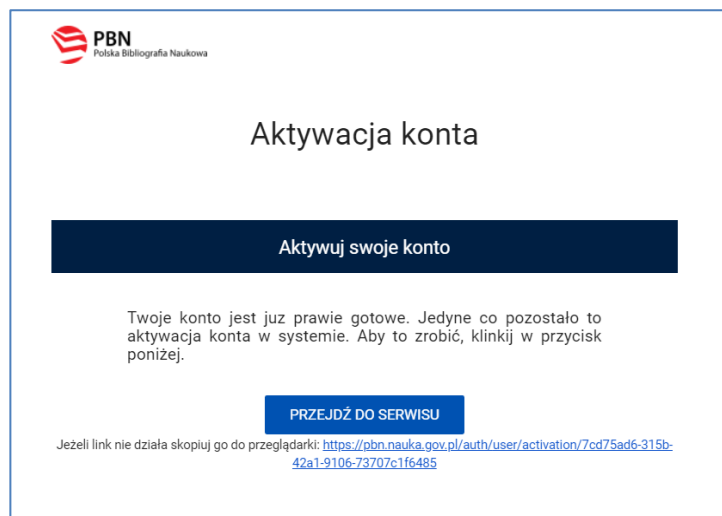 PBN
Polska Bibliografia Naukowa
Aktywacja konta
Aktywuj swoje konto
Twoje konto jest juz prawie gotowe. Jedyne co pozostało to
aktywacja konta w systemie. Aby to zrobić, klinkij w przycisk
poniżej.
PRZEJDŹ DO SERWISU
Jeżeli link nie działa skopiuj go do przeglądarki: https://pbn.nauka.gov.pl/auth/user/activation/7cd75ad6-315b-
42a1-9106-73707c1f6485